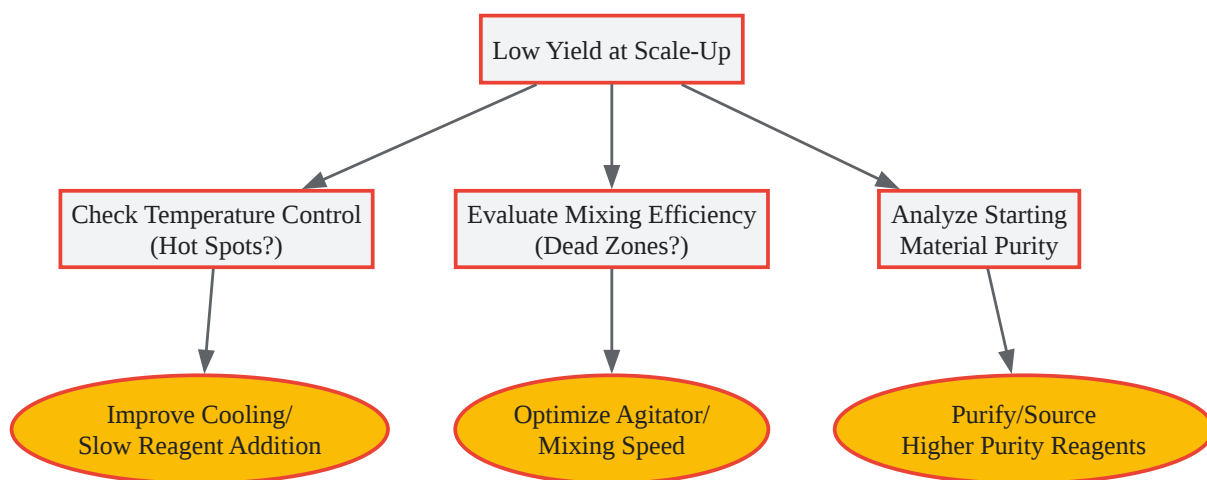 Low Yield at Scale-Up
Check Temperature Control
(Hot Spots?)
Evaluate Mixing Efficiency
(Dead Zones?)
Analyze Starting
Material Purity
Improve Cooling/
Slow Reagent Addition
Optimize Agitator/
Mixing Speed
Purify/Source
Higher Purity Reagents